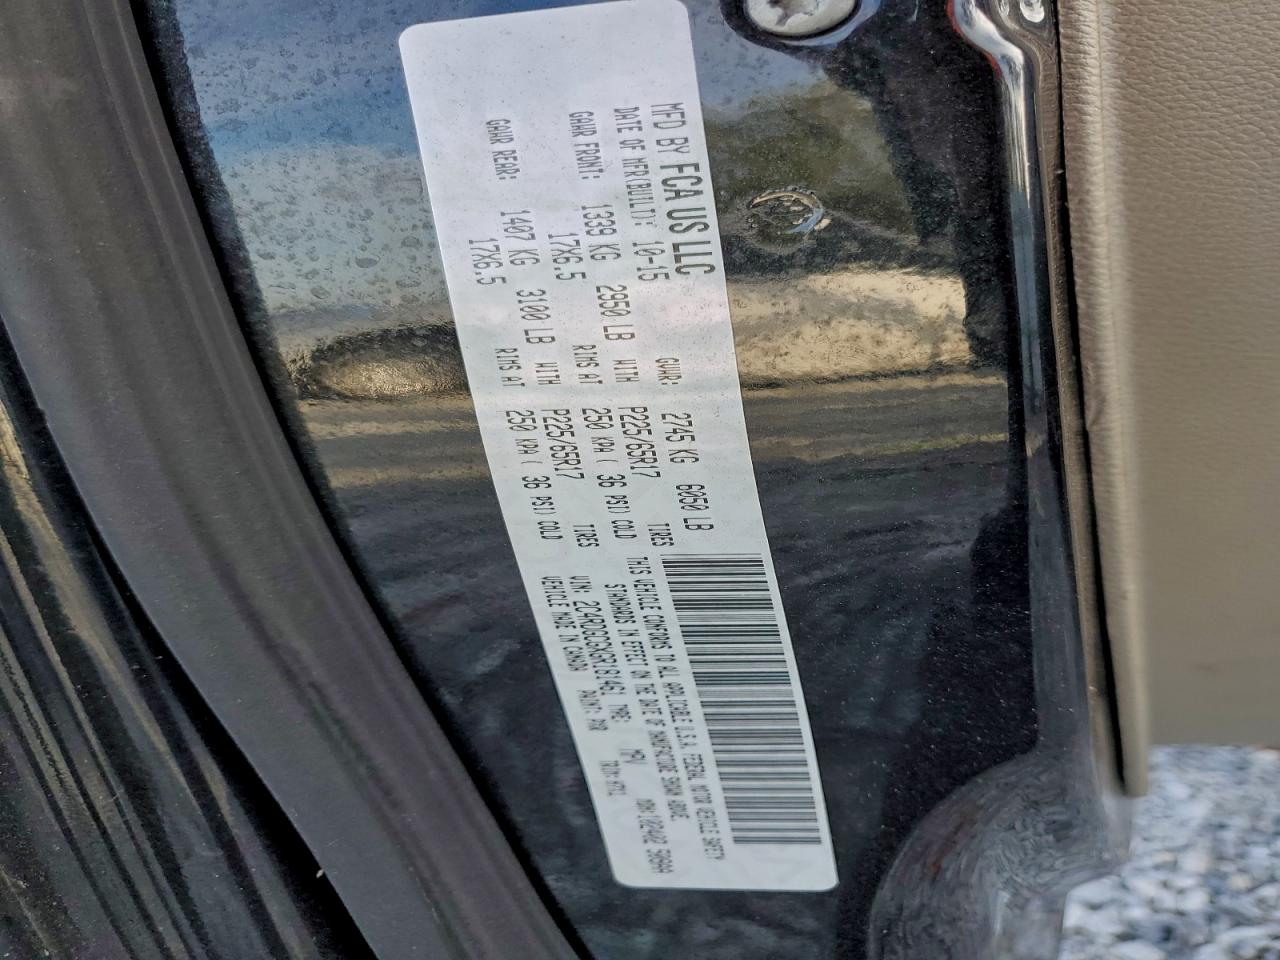 MFD BY FCA US LLC
DATE OF MFR(BUILT): 10-15 GVWR: 2745 KG 6050 LB
GAWR FRONT: 1339 KG 2950 LB WITH P225/65R17 TIRES
17X6.5 RIMS AT 250 KPA ( 36 PSI) COLD
GAWR REAR: 1407 KG 3100 LB WITH P225/65R17 TIRES
17X6.5 RIMS AT 250 KPA ( 36 PSI) COLD
THIS VEHICLE CONFORMS TO ALL APPLICABLE U.S.A. FEDERAL MOTOR VEHICLE SAFETY
STANDARDS IN EFFECT ON THE DATE OF MANUFACTURE SHOWN ABOVE.
VIN: TYPE: MPV
VEHICLE MADE IN CANADA PAINT: TRIM: